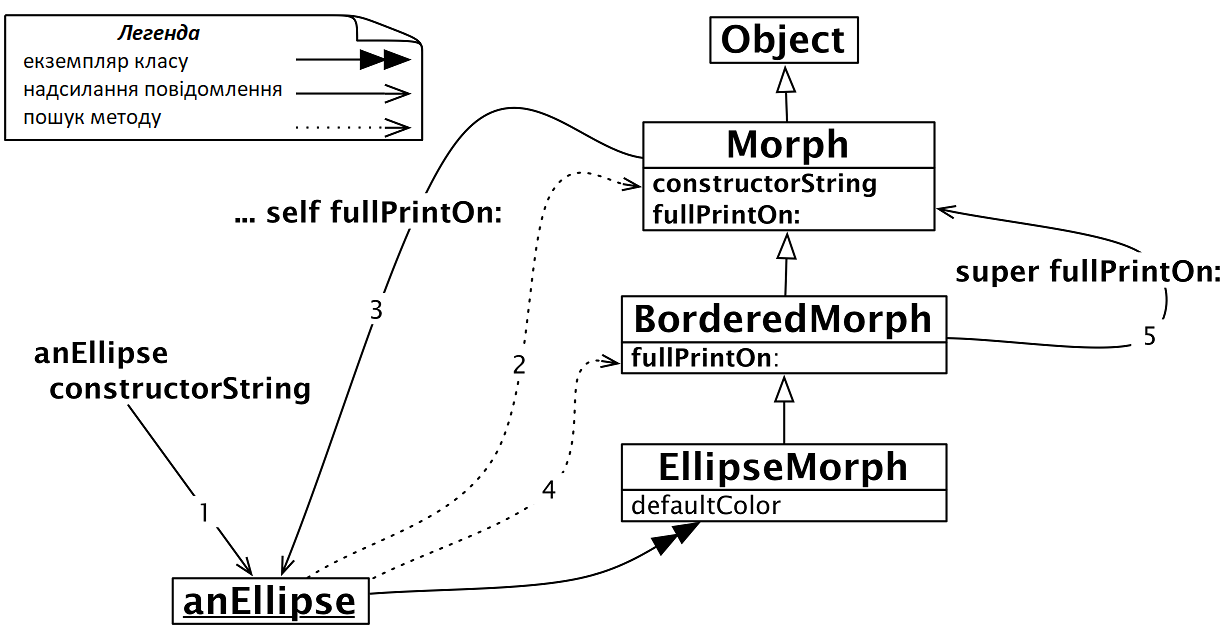 Легенда
екземпляр класу
надсилання повідомлення
пошук методу
Object
Morph
constructorString
fullPrintOn:
... self fullPrintOn:
super fullPrintOn:
3
BorderedMorph
fullPrintOn:
5
2
anEllipse
constructorString
EllipseMorph
defaultColor
4
1
anEllipse